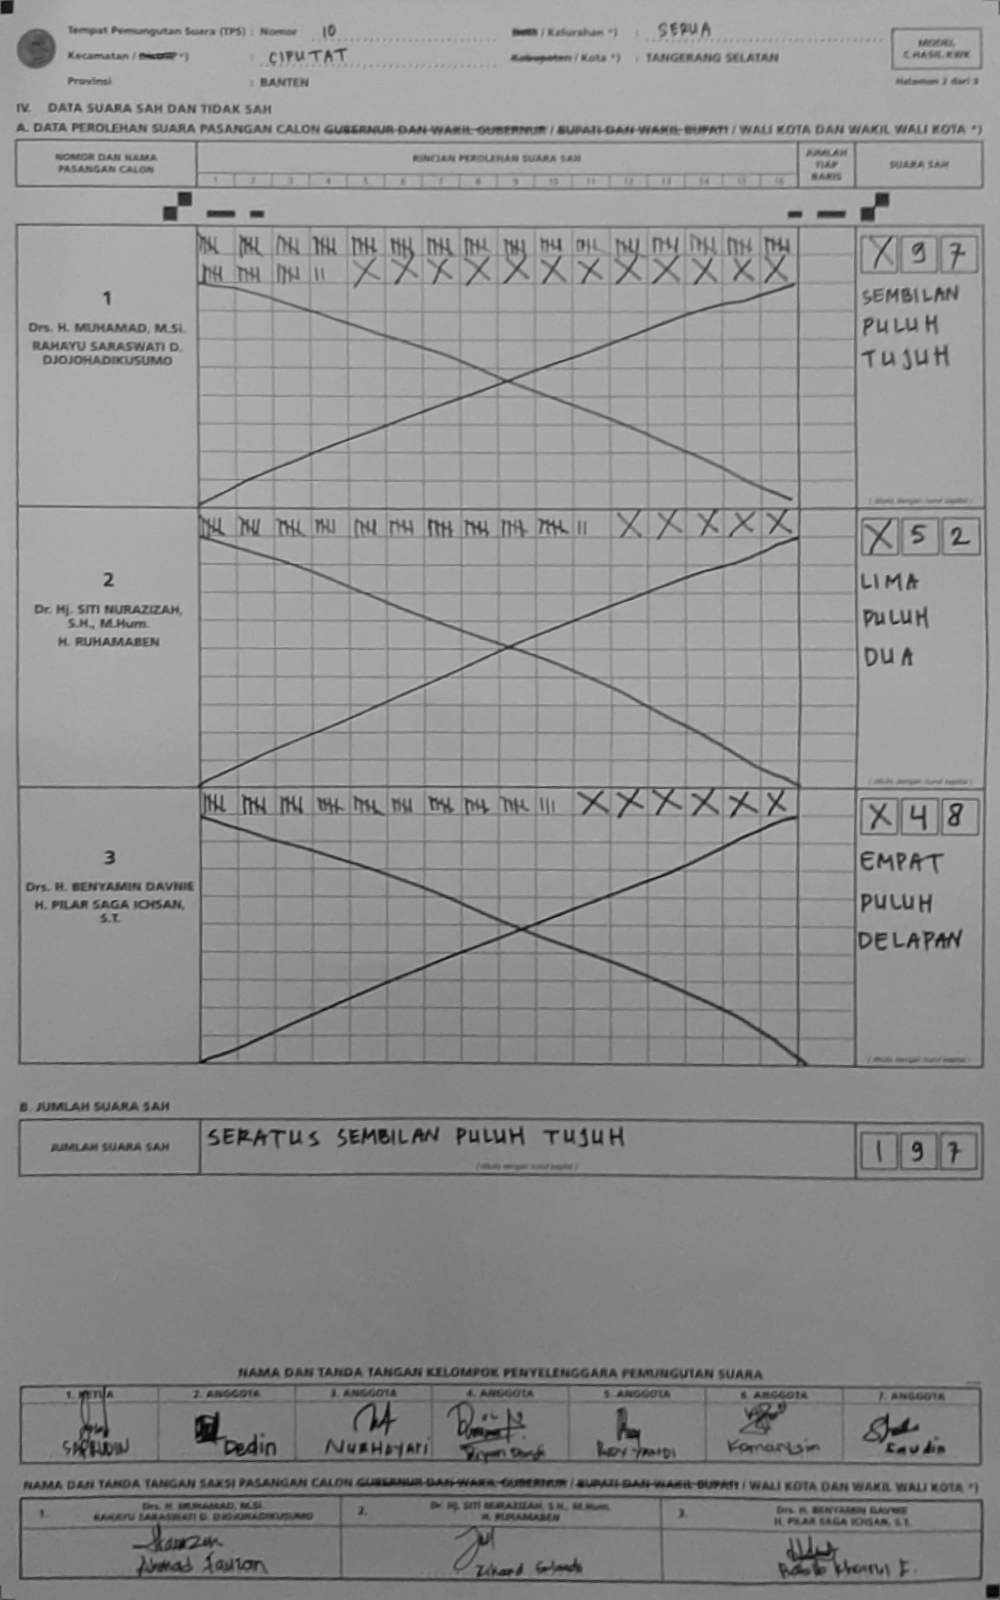 Tempat Pemungutan Suara (TPS) : Nomor 10 Desa / Kelurahan *) : SERUA
Kecamatan / Distrik *) : CIPUTAT Kabupaten / Kota *) : TANGERANG SELATAN
Provinsi : BANTEN
MODEL
C.HASIL-KWK
Halaman 2 dari 3
IV. DATA SUARA SAH DAN TIDAK SAH
A. DATA PEROLEHAN SUARA PASANGAN CALON GUBERNUR DAN WAKIL GUBERNUR / BUPATI DAN WAKIL BUPATI / WALI KOTA DAN WAKIL WALI KOTA *)
NOMOR DAN NAMA
PASANGAN CALON
RINCIAN PEROLEHAN SUARA SAH
1 2 3 4 5 6 7 8 9 10 11 12 13 14 15 16
JUMLAH
TIAP
BARIS
SUARA SAH
1
Drs. H. MUHAMAD, M.Si.
RAHAYU SARASWATI D.
DJOJOHADIKUSUMO
X 9 7
SEMBILAN
PULUH
TUJUH
(ditulis dengan huruf kapital)
2
Dr. Hj. SITI NURAZIZAH,
S.H., M.Hum.
H. RUHAMABEN
X 5 2
LIMA
PULUH
DUA
(ditulis dengan huruf kapital)
3
Drs. H. BENYAMIN DAVNIE
H. PILAR SAGA ICHSAN,
S.T.
X 4 8
EMPAT
PULUH
DELAPAN
(ditulis dengan huruf kapital)
B. JUMLAH SUARA SAH
JUMLAH SUARA SAH
SERATUS SEMBILAN PULUH TUJUH
(ditulis dengan huruf kapital)
1 9 7
NAMA DAN TANDA TANGAN KELOMPOK PENYELENGGARA PEMUNGUTAN SUARA
1. KETUA 2. ANGGOTA 3. ANGGOTA 4. ANGGOTA 5. ANGGOTA 6. ANGGOTA 7. ANGGOTA
SAPRUDIN Dedin NURHAYATI Komarusin Saudin
NAMA DAN TANDA TANGAN SAKSI PASANGAN CALON GUBERNUR DAN WAKIL GUBERNUR / BUPATI DAN WAKIL BUPATI / WALI KOTA DAN WAKIL WALI KOTA *)
1. Drs. H. MUHAMAD, M.Si.
RAHAYU SARASWATI D. DJOJOHADIKUSUMO
2. Dr. Hj. SITI NURAZIZAH, S.H., M.Hum.
H. RUHAMABEN
3. Drs. H. BENYAMIN DAVNIE
H. PILAR SAGA ICHSAN, S.T.
Ahmad Fauzan